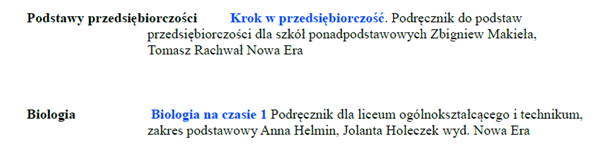 Podstawy przedsiębiorczości Krok w przedsiębiorczość. Podręcznik do podstaw
przedsiębiorczości dla szkół ponadpodstawowych Zbigniew Makieła,
Tomasz Rachwał Nowa Era
Biologia Biologia na czasie 1 Podręcznik dla liceum ogólnokształcącego i technikum,
zakres podstawowy Anna Helmin, Jolanta Holeczek wyd. Nowa Era